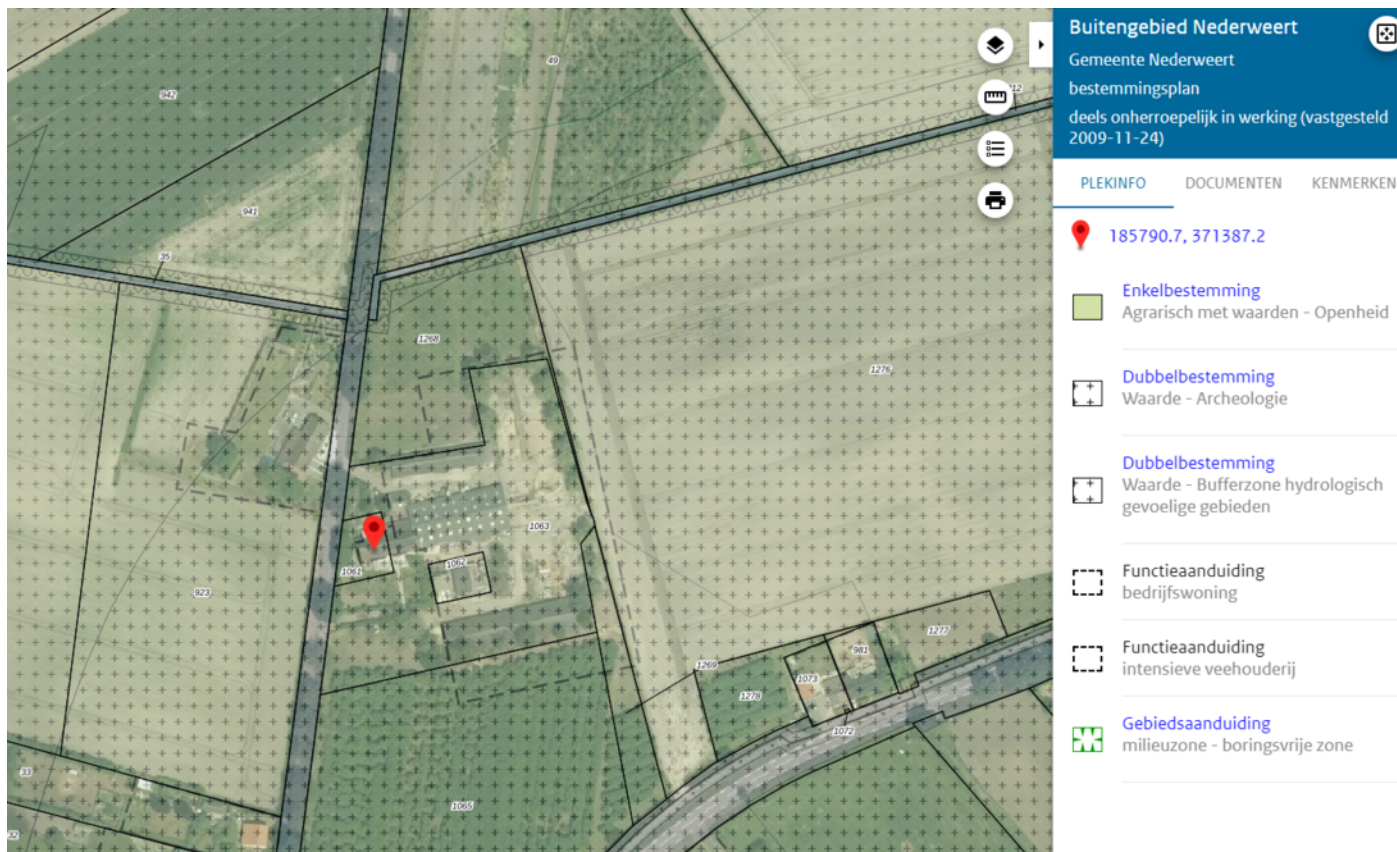 Buitengebied Nederweert
Gemeente Nederweert
bestemmingsplan
deels onherroepelijk in werking (vastgesteld
2009-11-24)
PLEKINFO DOCUMENTEN KENMERKEN
185790.7, 371387.2
Enkelbestemming
Agrarisch met waarden - Openheid
Dubbelbestemming
Waarde - Archeologie
Dubbelbestemming
Waarde - Bufferzone hydrologisch
gevoelige gebieden
Functieaanduiding
bedrijfswoning
Functieaanduiding
intensieve veehouderij
Gebiedsaanduiding
milieuzone - boringsvrije zone
49
942
12
941
35
1268
1276
1063
1062
1061
923
1277
981
1269
1073
1278
1072
33
1065
32